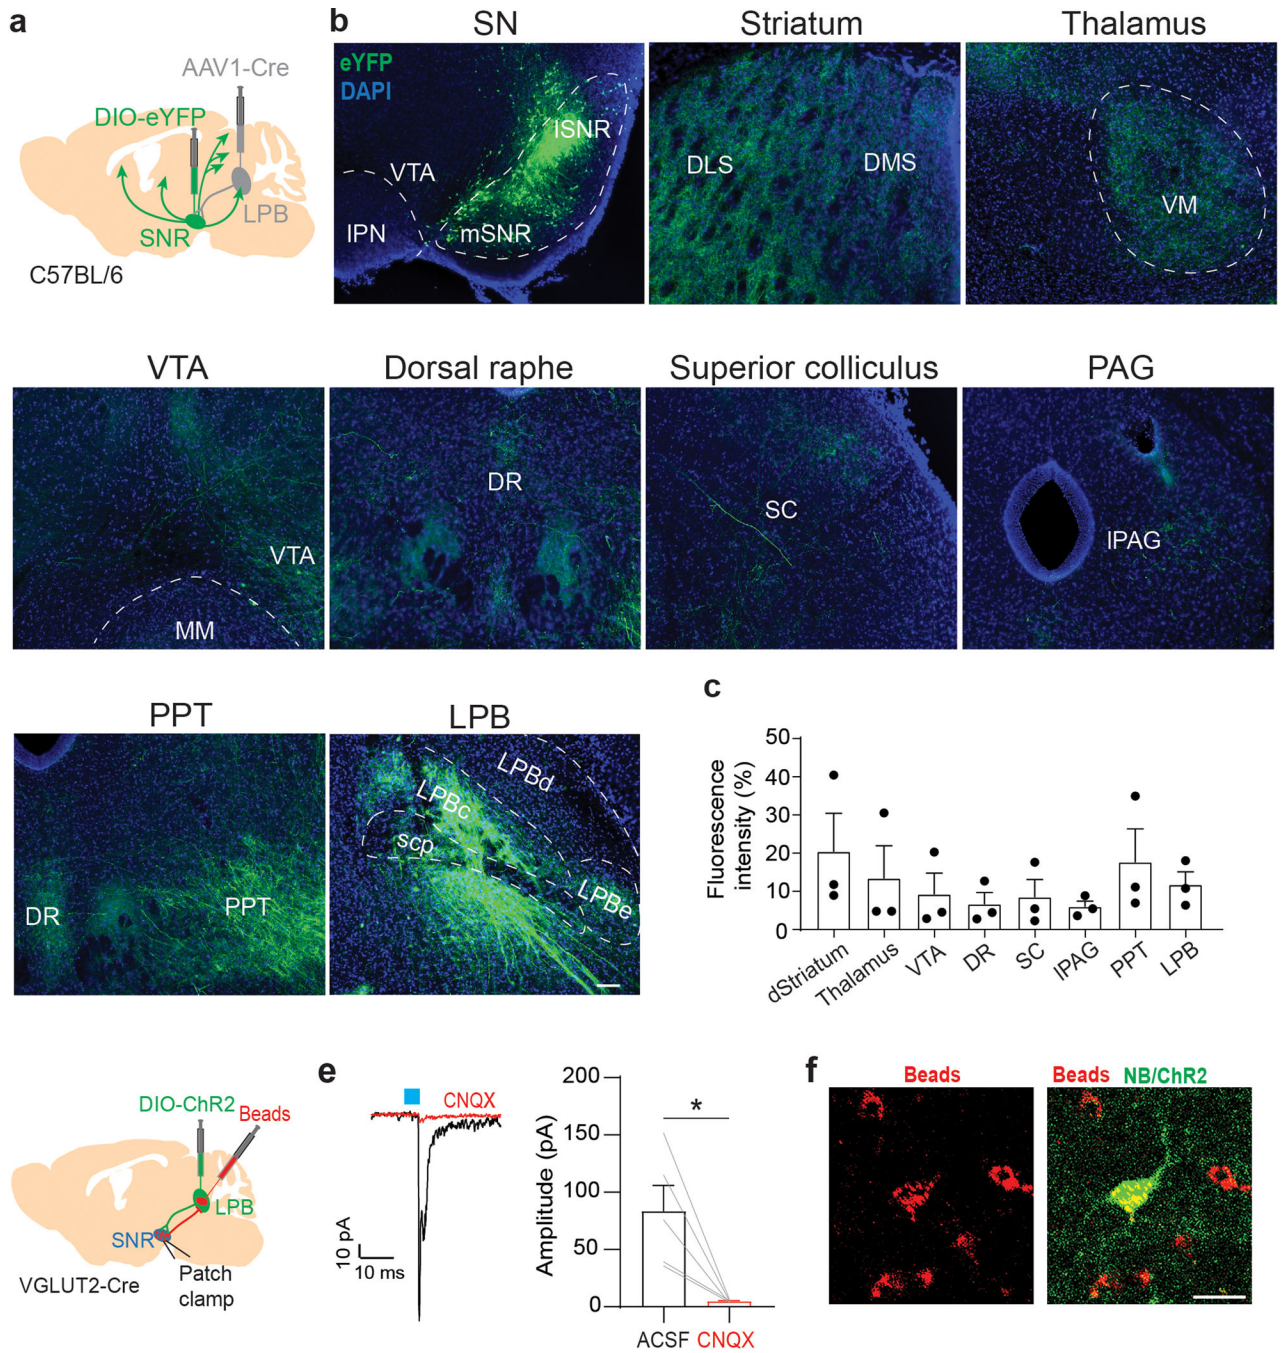 a
AAV1-Cre
DIO-eYFP
LPB
SNR
C57BL/6
b
SN
Striatum
Thalamus
eYFP
DAPI
lSNR
VTA
IPN
mSNR
DLS
DMS
VM
VTA
Dorsal raphe
Superior colliculus
PAG
VTA
MM
DR
SC
lPAG
PPT
LPB
DR
PPT
LPBd
LPBc
scp
LPBe
c
Fluorescence
intensity (%)
50
40
30
20
10
0
dStriatum
Thalamus
VTA
DR
SC
lPAG
PPT
LPB
DIO-ChR2
Beads
LPB
SNR
Patch
clamp
VGLUT2-Cre
e
CNQX
10 pA
10 ms
Amplitude (pA)
200
150
100
50
0
*
ACSF CNQX
f
Beads
Beads NB/ChR2